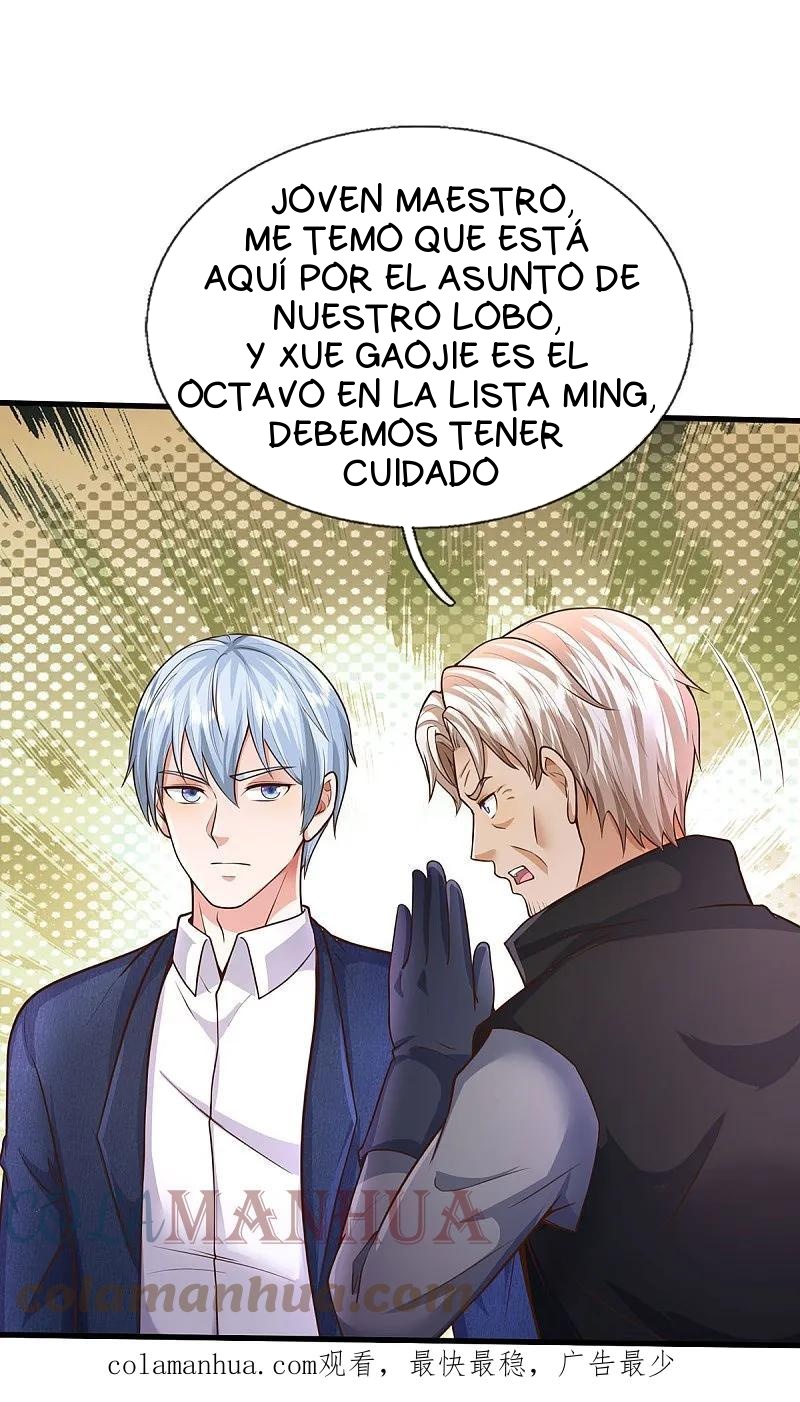 JOVEN MAESTRO,
ME TEMO QUE ESTÁ
AQUÍ POR EL ASUNTO DE
NUESTRO LOBO,
Y XUE GAOJIE ES EL
OCTAVO EN LA LISTA MING,
DEBEMOS TENER
CUIDADO
COLAMANHUA
colamanhua.com
colamanhua.com观看，最快最稳，广告最少